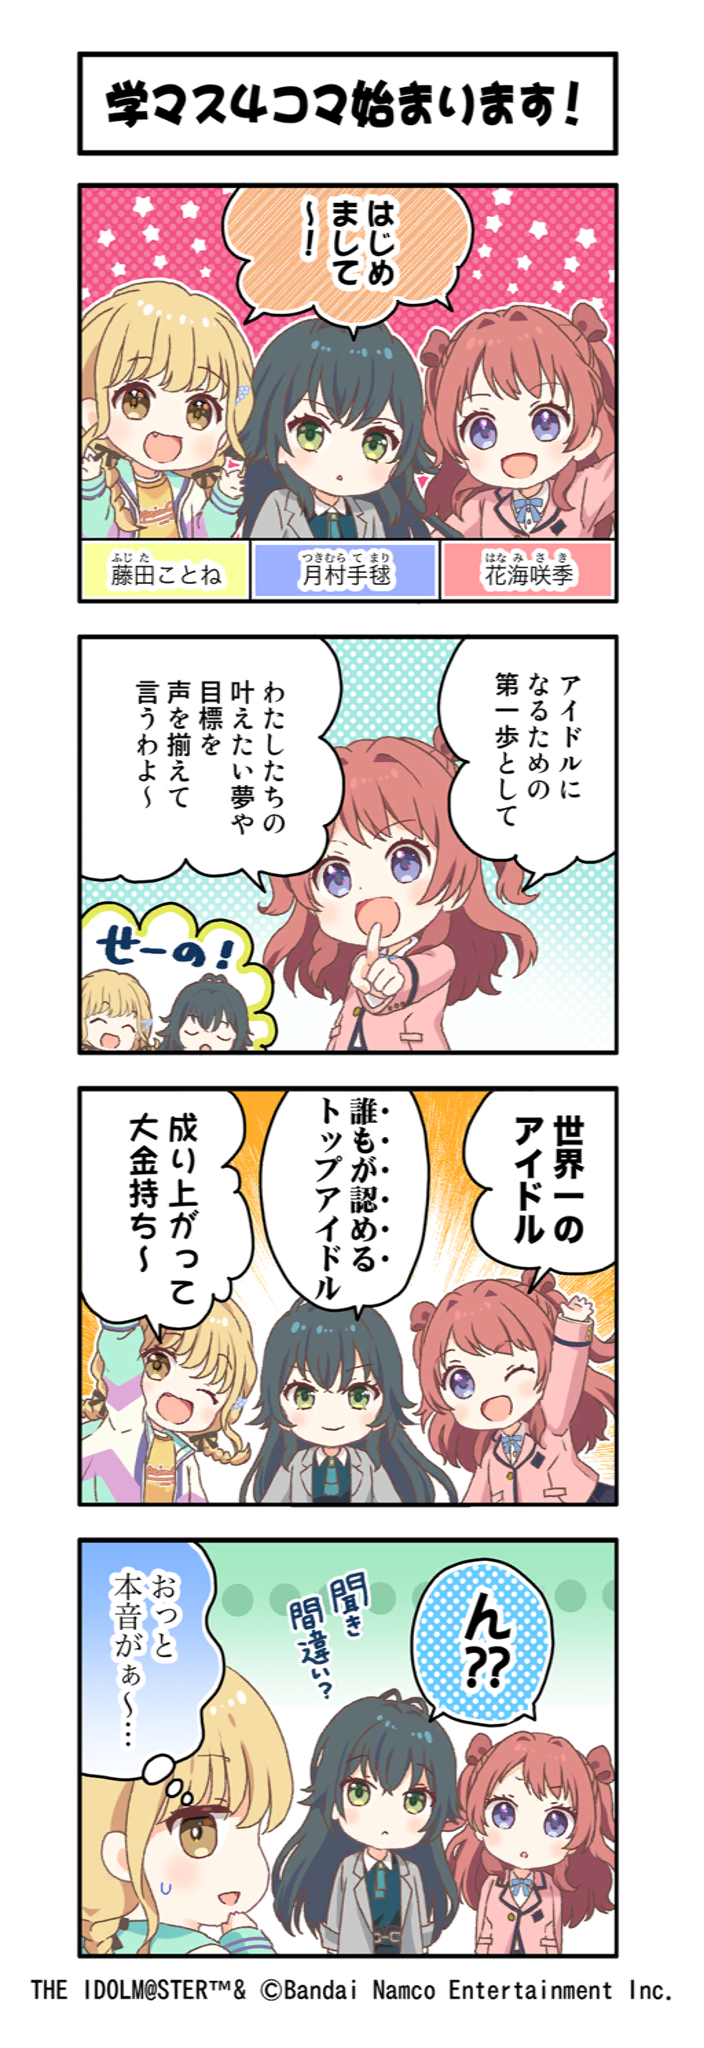 学マス4コマ始まります!
はじめ
まして
～!
ふじた
藤田ことね
つきむらてまり
月村手毬
はなみさき
花海咲季
アイドルに
なるための
第一歩として
わたしたちの
叶えたい夢や
目標を
声を揃えて
言うわよ～
せーの!
世界一の
アイドル
誰もが認める
トップアイドル
成り上がって
大金持ち～
ん??
聞き
間違い?
おっと
本音がぁ～…
THE IDOLM@STER™& ©Bandai Namco Entertainment Inc.